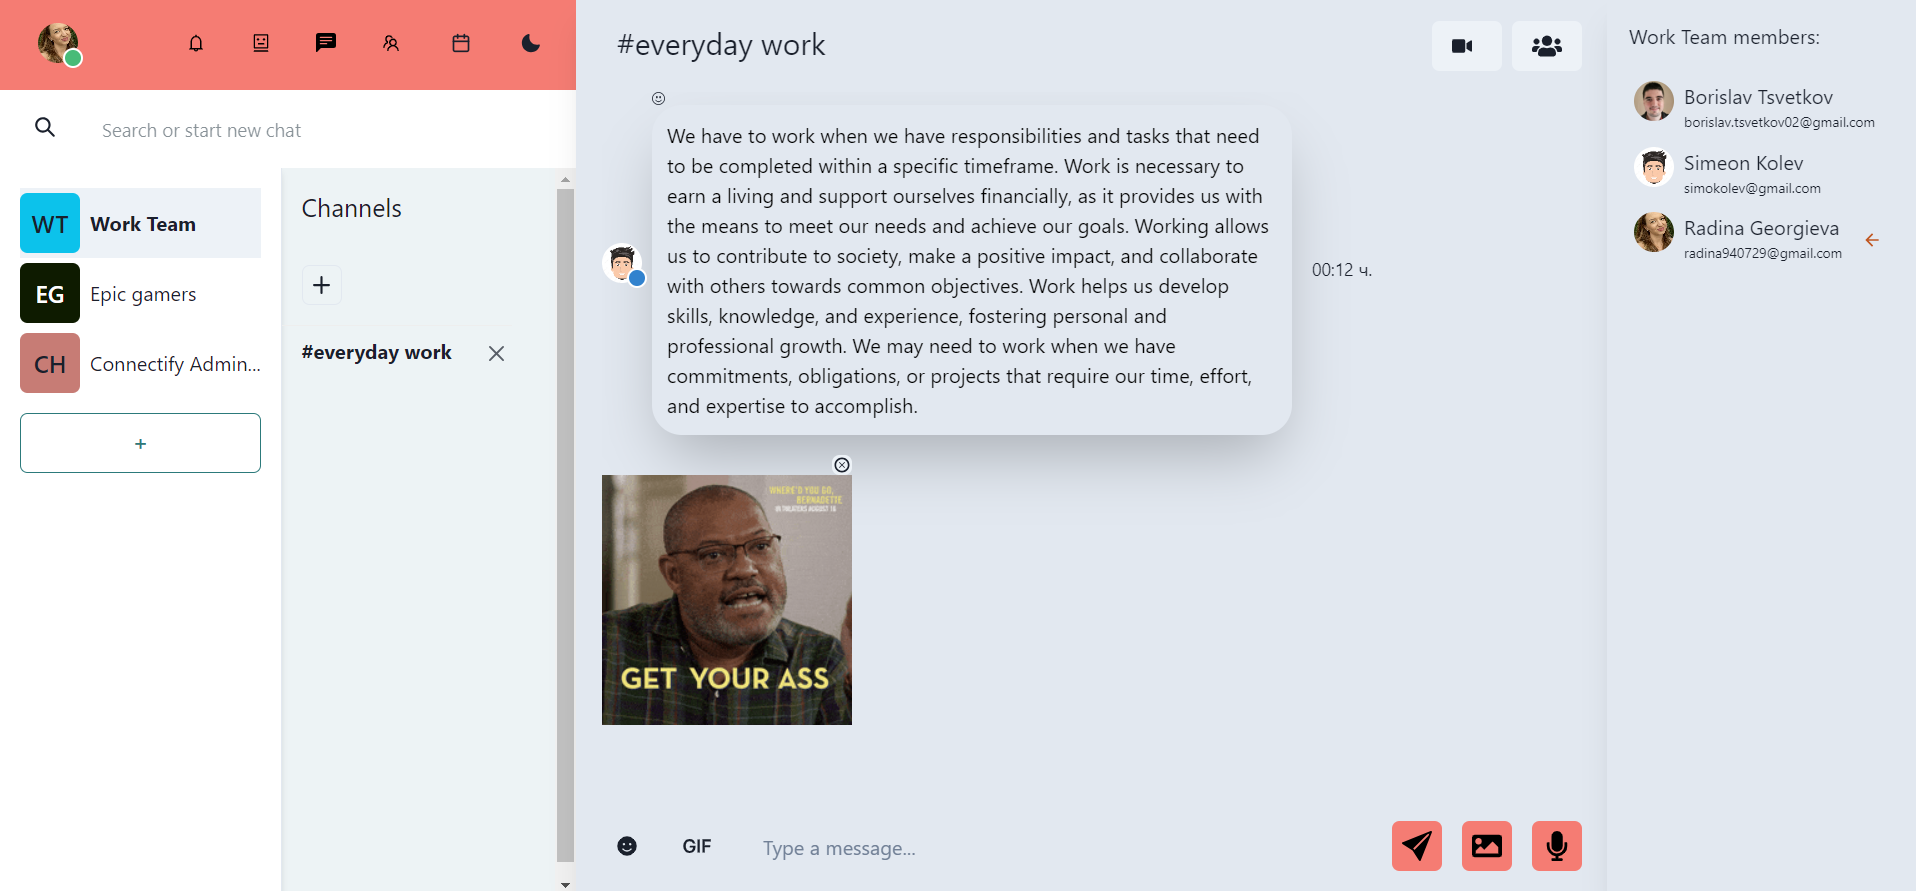 Search or start new chat
WT Work Team
EG Epic gamers
CH Connectify Admin...
+
Channels
+
#everyday work
#everyday work
We have to work when we have responsibilities and tasks that need
to be completed within a specific timeframe. Work is necessary to
earn a living and support ourselves financially, as it provides us with
the means to meet our needs and achieve our goals. Working allows
us to contribute to society, make a positive impact, and collaborate
with others towards common objectives. Work helps us develop
skills, knowledge, and experience, fostering personal and
professional growth. We may need to work when we have
commitments, obligations, or projects that require our time, effort,
and expertise to accomplish.
00:12 ч.
WHERE'D YOU GO,
BERNADETTE
IN THEATERS AUGUST 16
GET YOUR ASS
GIF
Type a message...
Work Team members:
Borislav Tsvetkov
borislav.tsvetkov02@gmail.com
Simeon Kolev
simokolev@gmail.com
Radina Georgieva
radina940729@gmail.com